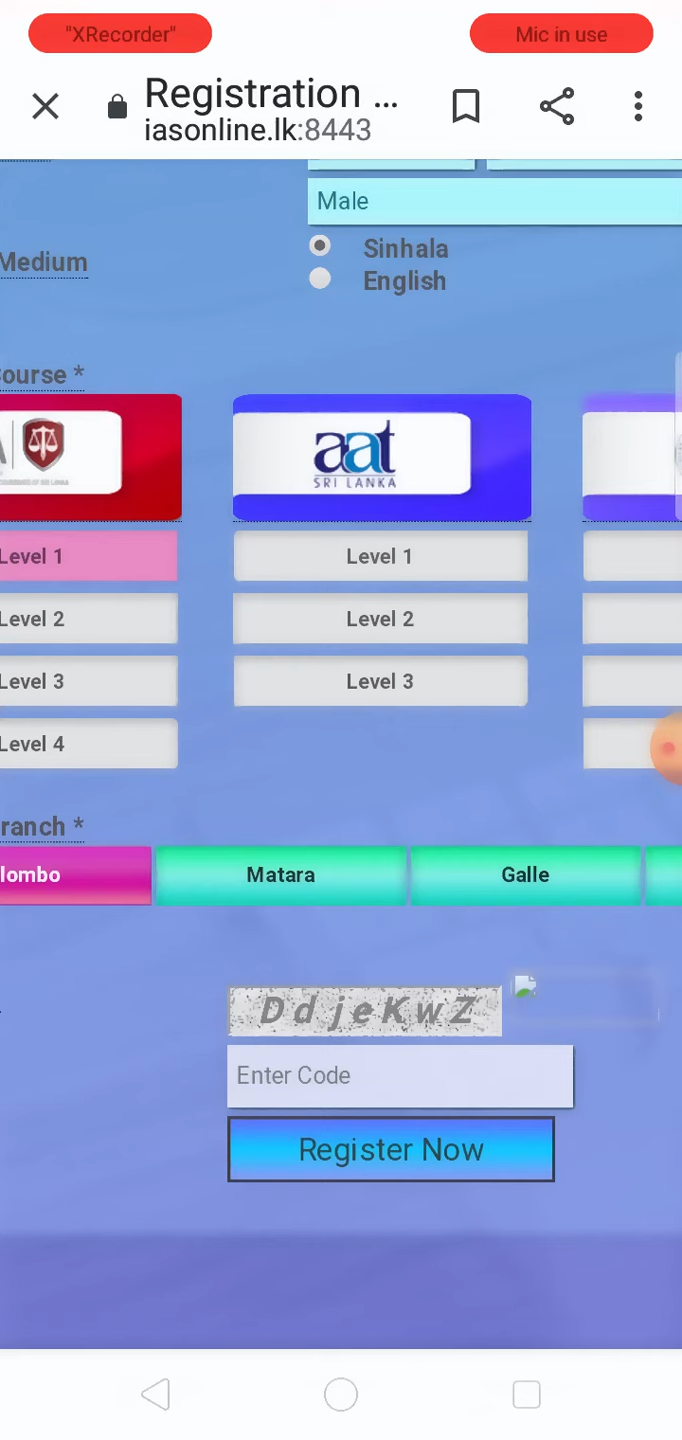 "XRecorder" Mic in use
Registration ...
iasonline.lk:8443
Male
Medium
Sinhala
English
ourse *
aat
SRI LANKA
Level 1 Level 1
Level 2 Level 2
Level 3 Level 3
Level 4
ranch *
lombo Matara Galle
DdjeKwZ
Enter Code
Register Now